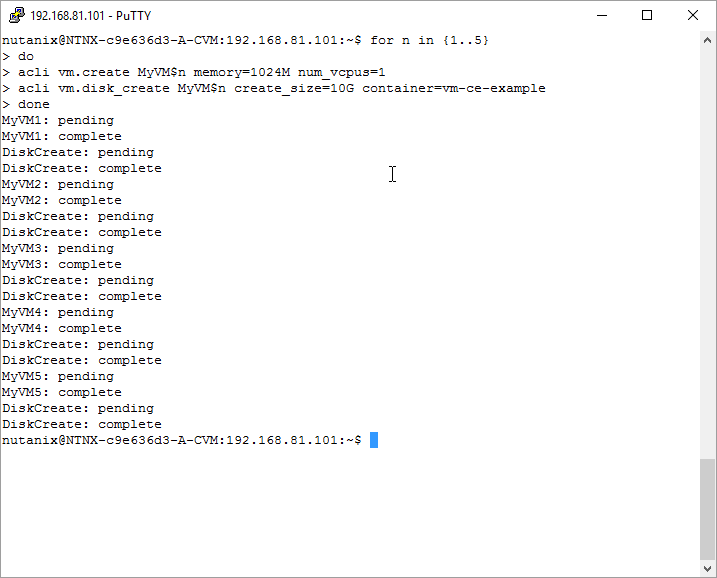 192.168.81.101 - PuTTY
nutanix@NTNX-c9e636d3-A-CVM:192.168.81.101:~$ for n in {1..5}
> do
> acli vm.create MyVM$n memory=1024M num_vcpus=1
> acli vm.disk_create MyVM$n create_size=10G container=vm-ce-example
> done
MyVM1: pending
MyVM1: complete
DiskCreate: pending
DiskCreate: complete
MyVM2: pending
MyVM2: complete
DiskCreate: pending
DiskCreate: complete
MyVM3: pending
MyVM3: complete
DiskCreate: pending
DiskCreate: complete
MyVM4: pending
MyVM4: complete
DiskCreate: pending
DiskCreate: complete
MyVM5: pending
MyVM5: complete
DiskCreate: pending
DiskCreate: complete
nutanix@NTNX-c9e636d3-A-CVM:192.168.81.101:~$